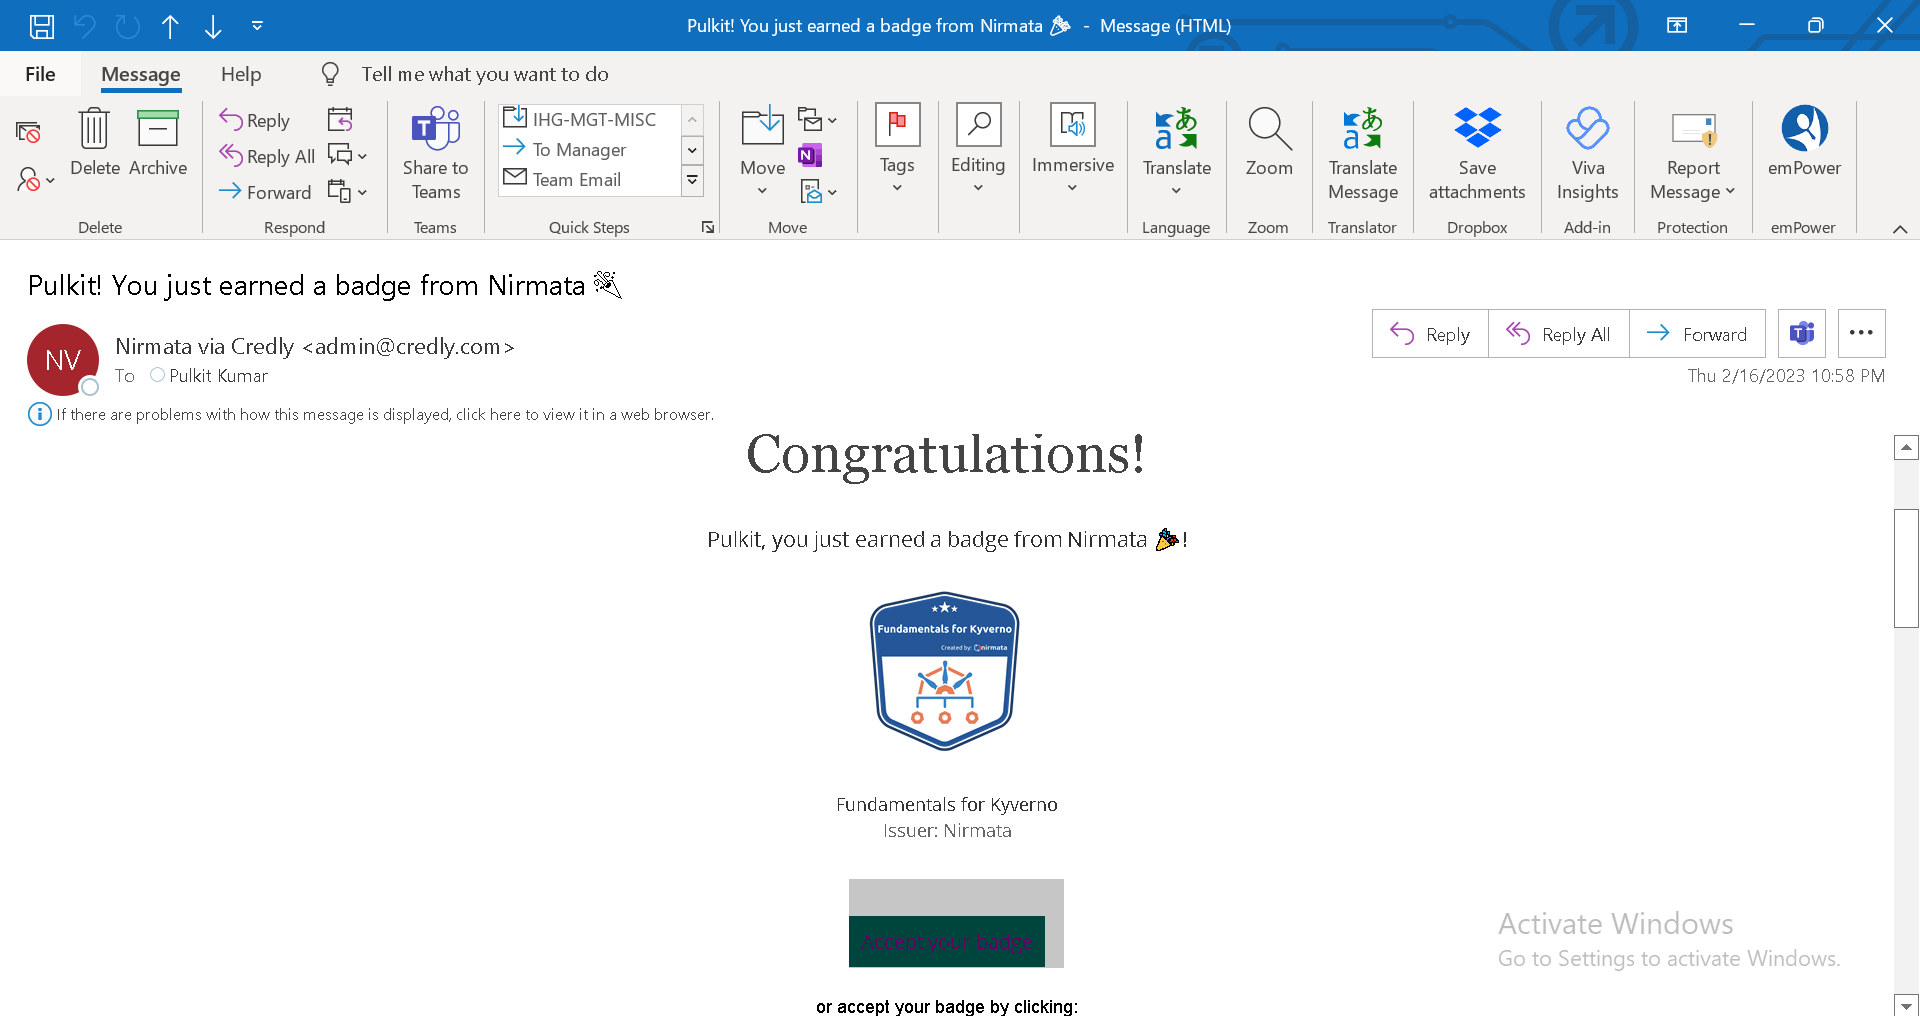 Pulkit! You just earned a badge from Nirmata 🎉 - Message (HTML)
File Message Help Tell me what you want to do
Delete
Archive
Reply
Reply All
Forward
Share to
Teams
IHG-MGT-MISC
To Manager
Team Email
Move
Tags
Editing
Immersive
Translate
Zoom
Translate
Message
Save
attachments
Viva
Insights
Report
Message
emPower
Delete Respond Teams Quick Steps Move Language Zoom Translator Dropbox Add-in Protection emPower
Pulkit! You just earned a badge from Nirmata 🎉
NV
Nirmata via Credly <admin@credly.com>
To Pulkit Kumar
Reply Reply All Forward
Thu 2/16/2023 10:58 PM
If there are problems with how this message is displayed, click here to view it in a web browser.
Congratulations!
Pulkit, you just earned a badge from Nirmata 🎉!
Fundamentals for Kyverno
Created by: nirmata
Fundamentals for Kyverno
Issuer: Nirmata
Accept your badge
or accept your badge by clicking:
Activate Windows
Go to Settings to activate Windows.